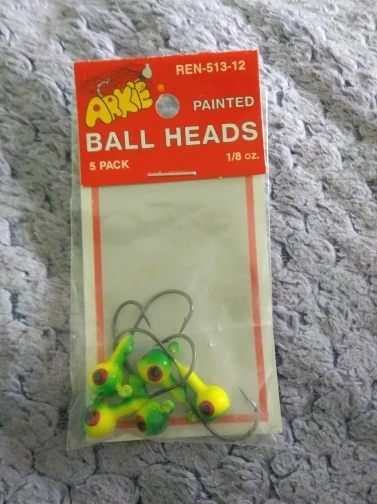 REN-513-12
ARKIE®
PAINTED
BALL HEADS
5 PACK 1/8 oz.